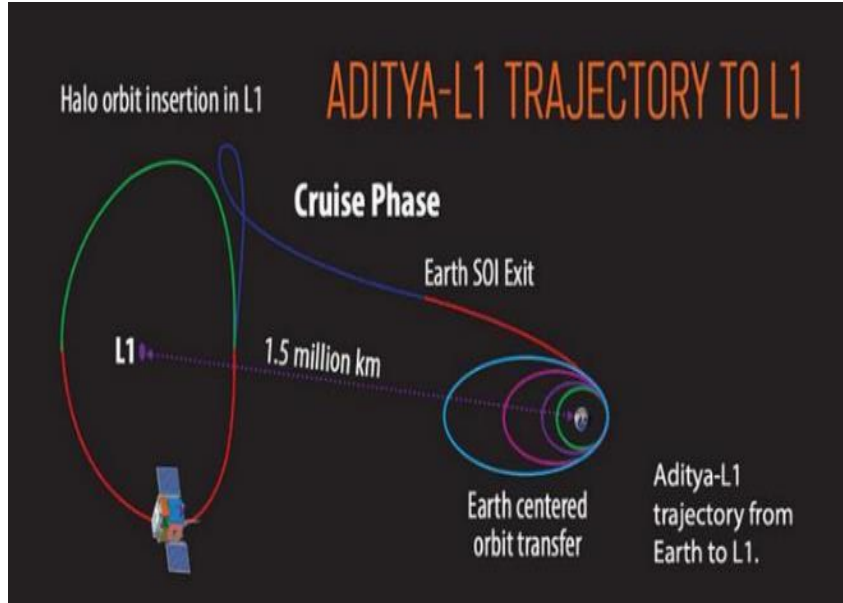 ADITYA-L1 TRAJECTORY TO L1
Halo orbit insertion in L1
Cruise Phase
Earth SOI Exit
L1
1.5 million km
Earth centered
orbit transfer
Aditya-L1
trajectory from
Earth to L1.